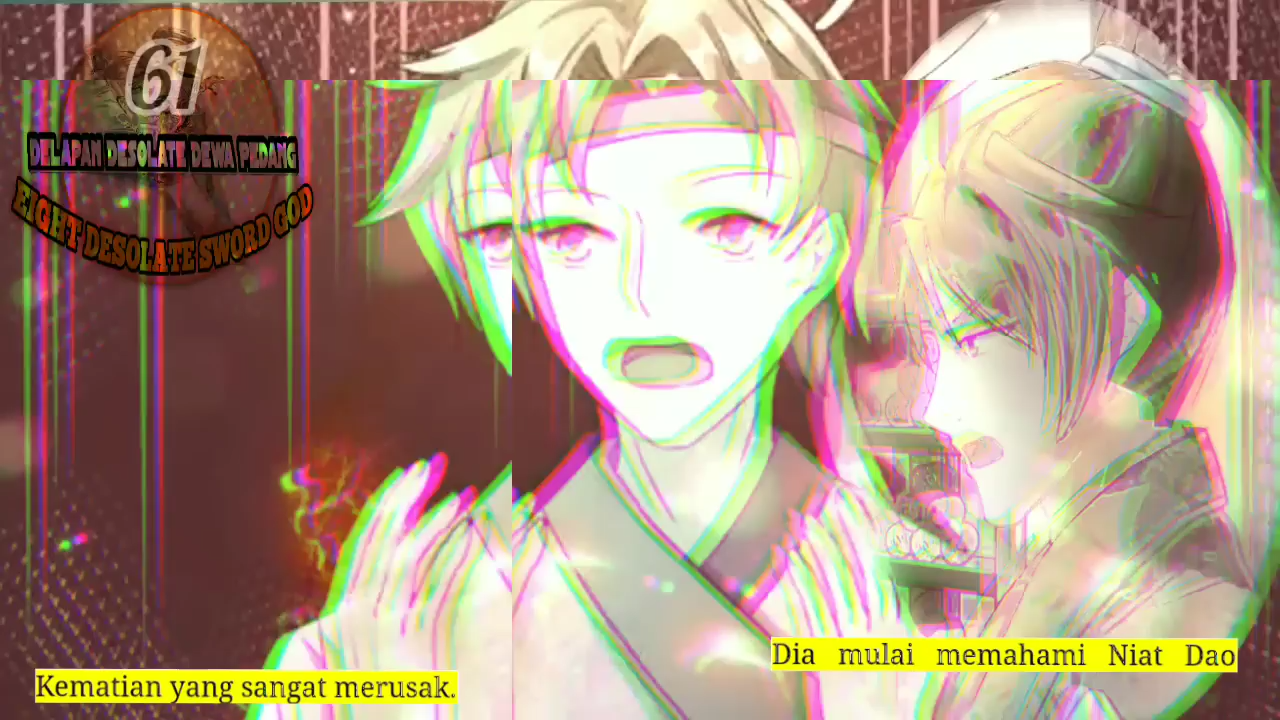 61
DELAPAN DESOLATE DEWA PEDANG
EIGHT DESOLATE SWORD GOD
Dia mulai memahami Niat Dao
Kematian yang sangat merusak.